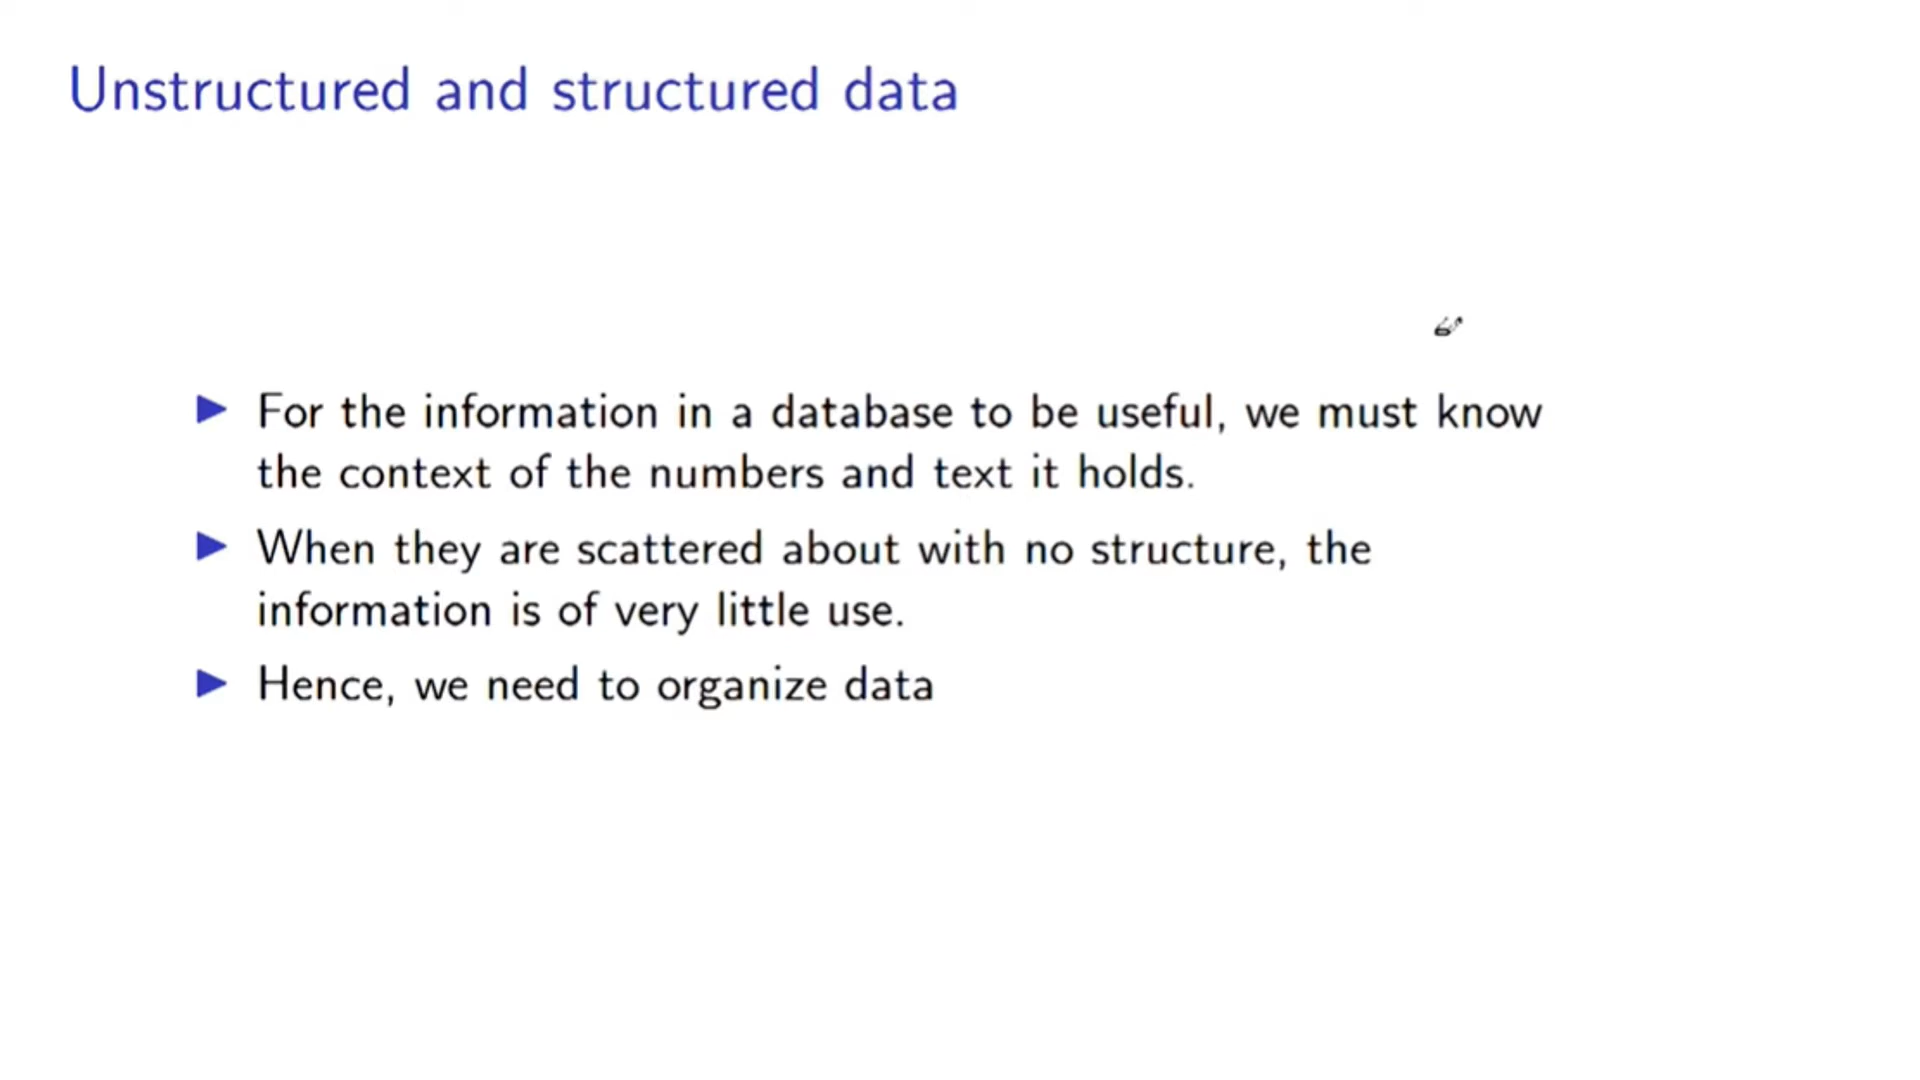 Unstructured and structured data
▶ For the information in a database to be useful, we must know
the context of the numbers and text it holds.
▶ When they are scattered about with no structure, the
information is of very little use.
▶ Hence, we need to organize data